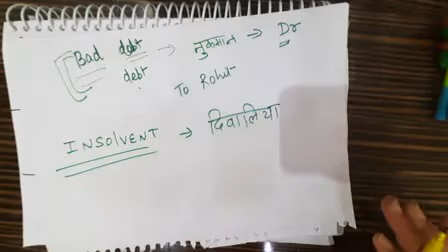 Bad debt → नुकसान → Dr
debt
To Rohit
INSOLVENT → दिवालिया